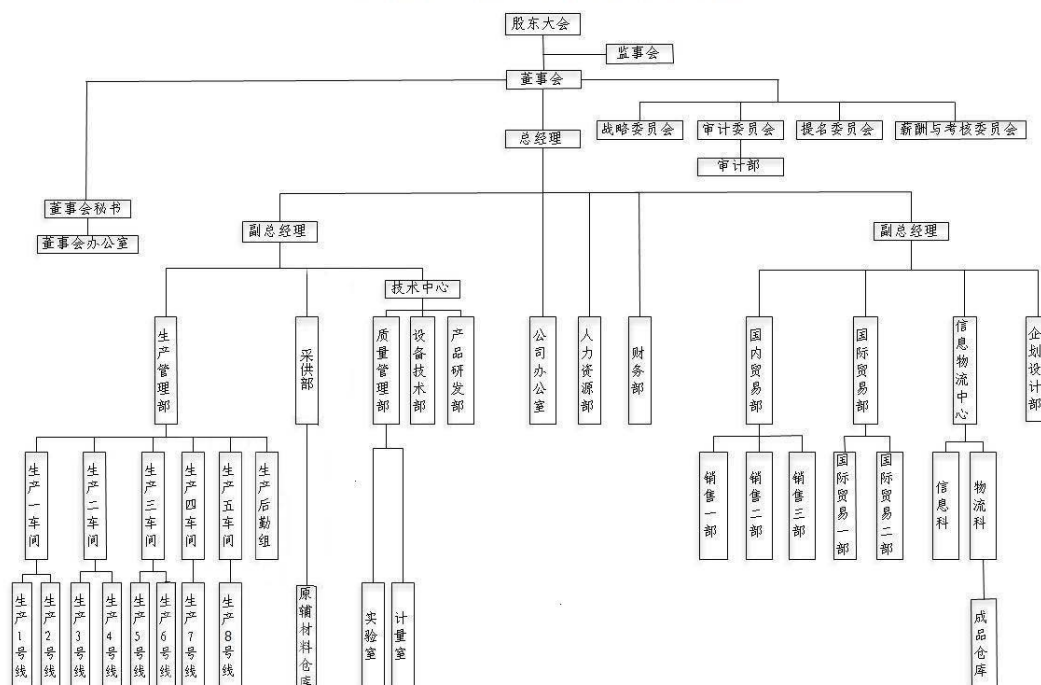 股东大会
监事会
董事会
战略委员会
审计委员会
提名委员会
薪酬与考核委员会
总经理
审计部
董事会秘书
董事会办公室
副总经理
副总经理
技术中心
生产管理部
采供部
质量管理部
设备技术部
产品研发部
公司办公室
人力资源部
财务部
国内贸易部
国际贸易部
信息物流中心
企划设计部
生产一车间
生产二车间
生产三车间
生产四车间
生产五车间
生产后勤组
销售一部
销售二部
销售三部
国际贸易一部
国际贸易二部
信息科
物流科
生产1号线
生产2号线
生产3号线
生产4号线
生产5号线
生产6号线
生产7号线
生产8号线
原辅材料仓库
实验室
计量室
成品仓库